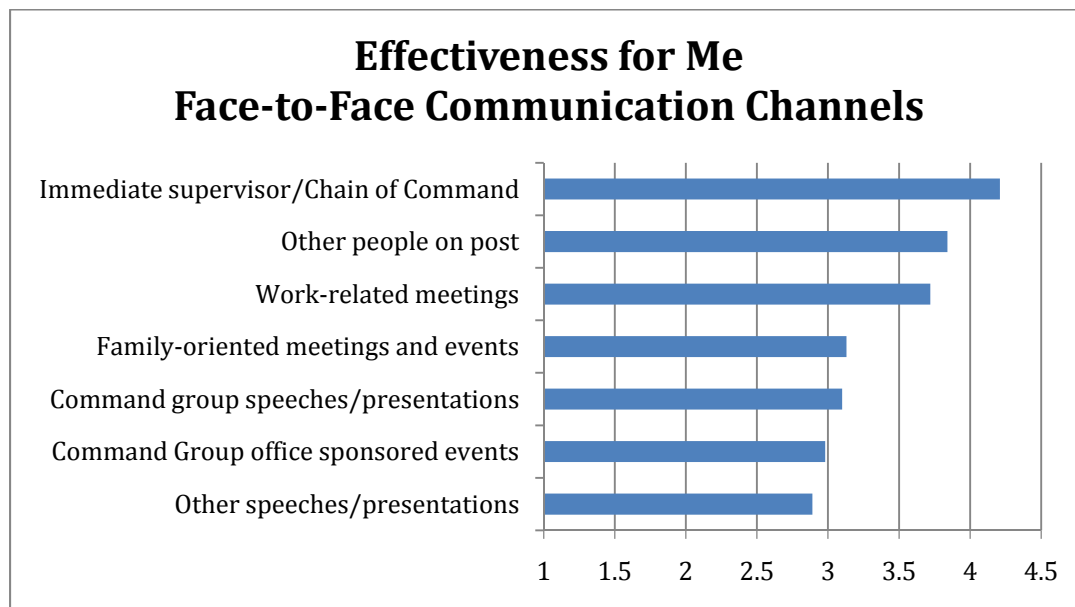 Effectiveness for Me
Face-to-Face Communication Channels
Immediate supervisor/Chain of Command
Other people on post
Work-related meetings
Family-oriented meetings and events
Command group speeches/presentations
Command Group office sponsored events
Other speeches/presentations
1 1.5 2 2.5 3 3.5 4 4.5